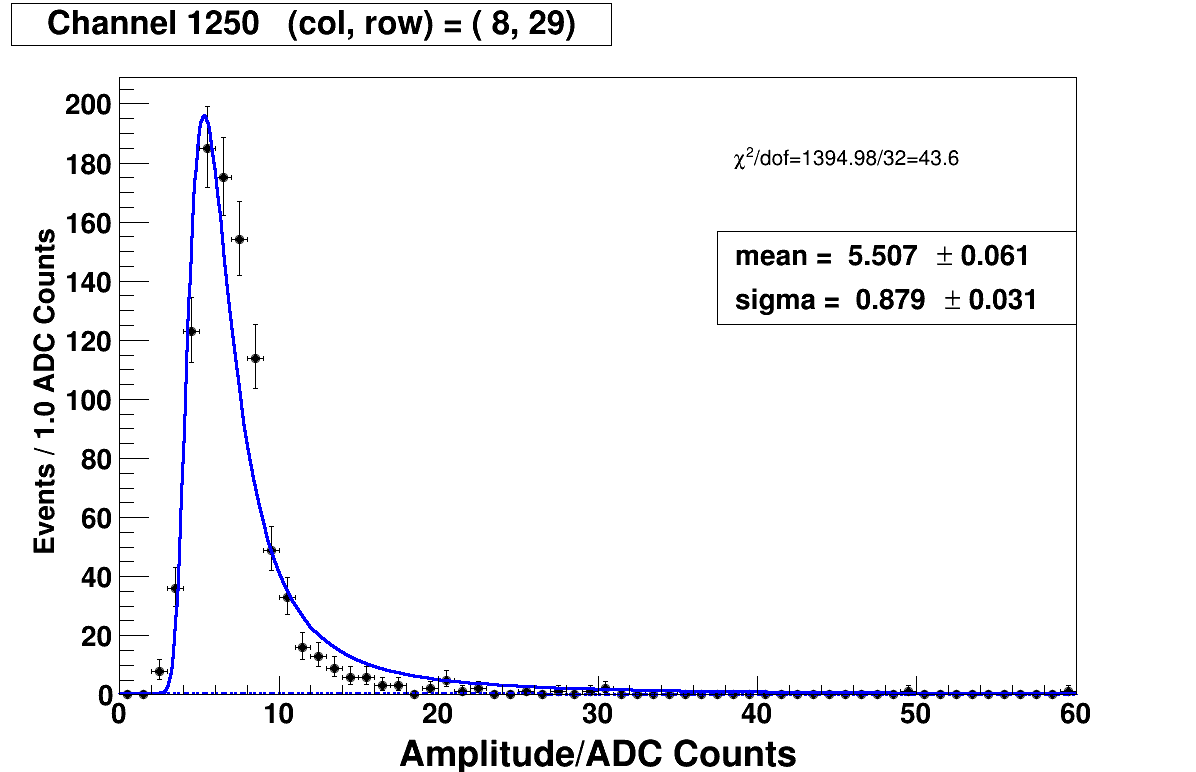 Channel 1250 (col, row) = ( 8, 29)
200
180
160
140
120
100
80
60
40
20
0
Events / 1.0 ADC Counts
χ²/dof=1394.98/32=43.6
mean = 5.507 ± 0.061
sigma = 0.879 ± 0.031
0 10 20 30 40 50 60
Amplitude/ADC Counts